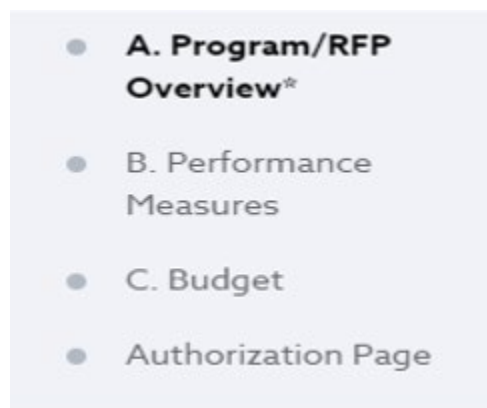 A. Program/RFP
Overview*
B. Performance
Measures
C. Budget
Authorization Page